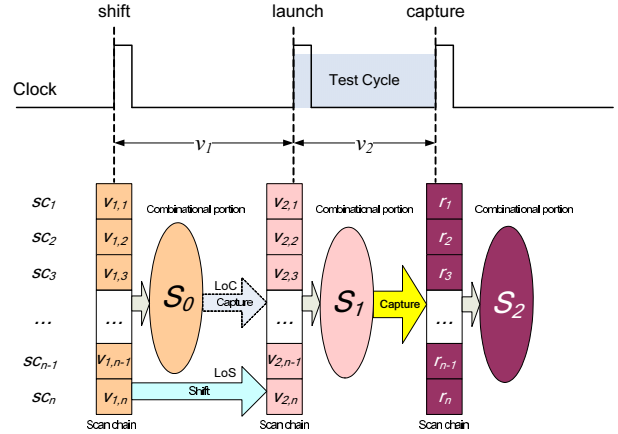 shift launch capture
Clock Test Cycle
v1 v2
sc1 v1,1 Combinational portion v2,1 Combinational portion r1 Combinational portion
sc2 v1,2 v2,2 r2
sc3 v1,3 v2,3 r3
S0 LoC Capture S1 Capture S2
... ... ... ...
scn-1 v1,n-1 v2,n-1 rn-1
LoS
scn v1,n Shift v2,n rn
Scan chain Scan chain Scan chain